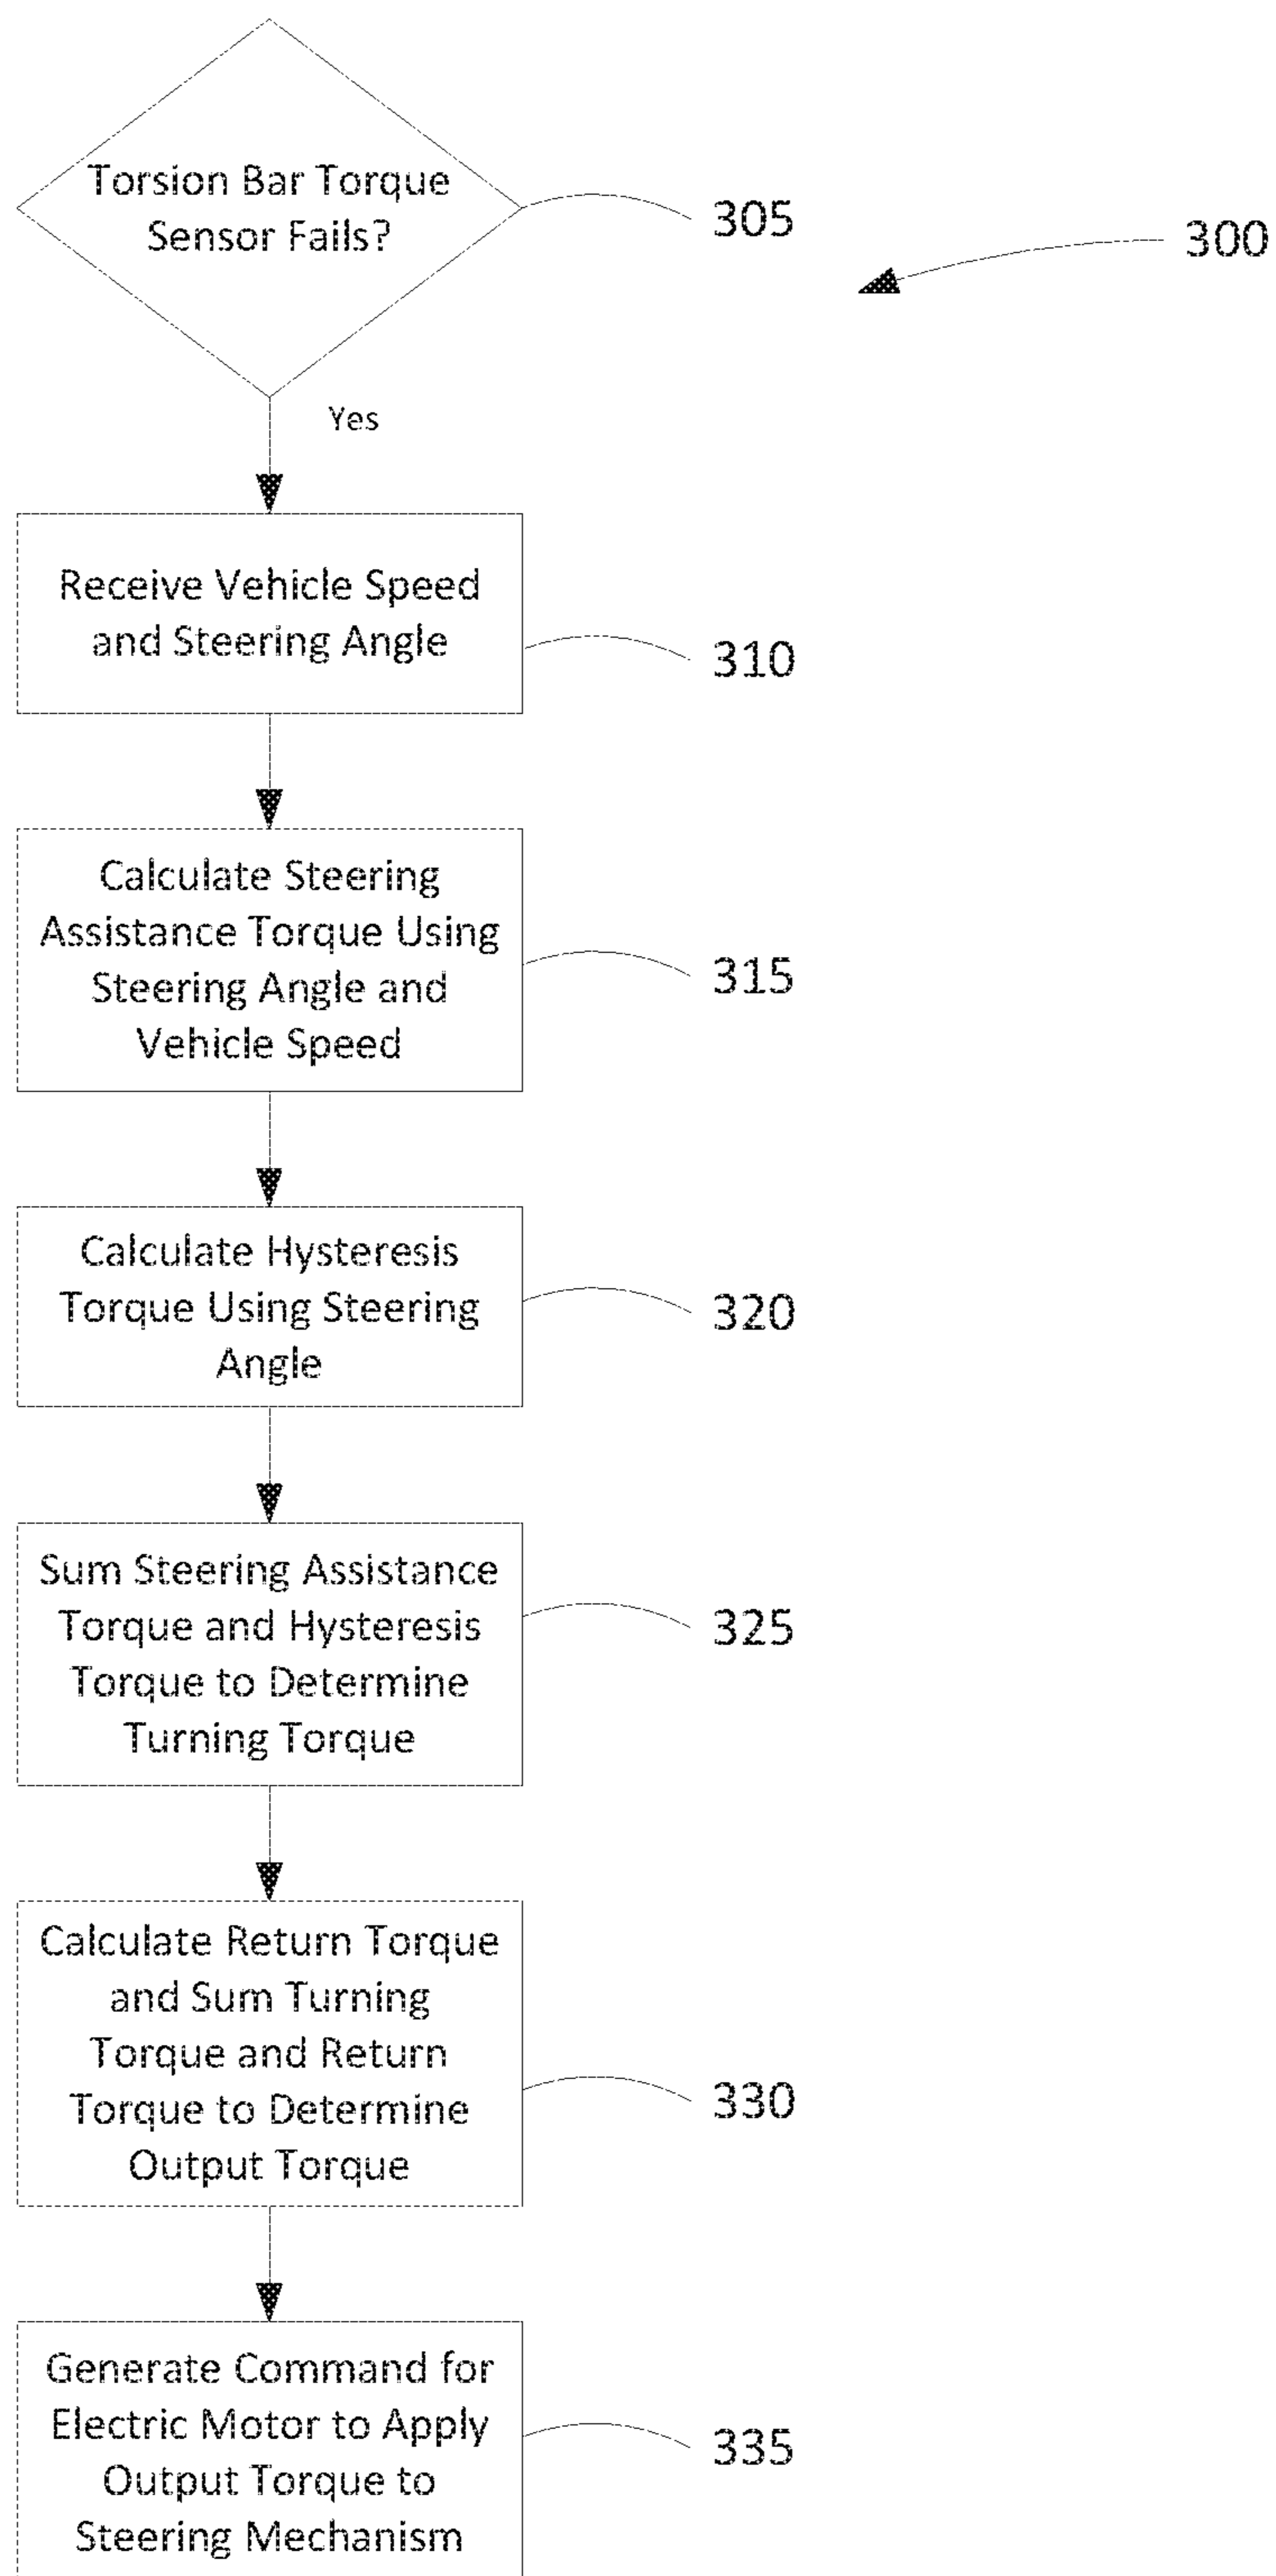 Torsion Bar Torque
Sensor Fails?
305
300
Yes
Receive Vehicle Speed
and Steering Angle
310
Calculate Steering
Assistance Torque Using
Steering Angle and
Vehicle Speed
315
Calculate Hysteresis
Torque Using Steering
Angle
320
Sum Steering Assistance
Torque and Hysteresis
Torque to Determine
Turning Torque
325
Calculate Return Torque
and Sum Turning
Torque and Return
Torque to Determine
Output Torque
330
Generate Command for
Electric Motor to Apply
Output Torque to
Steering Mechanism
335